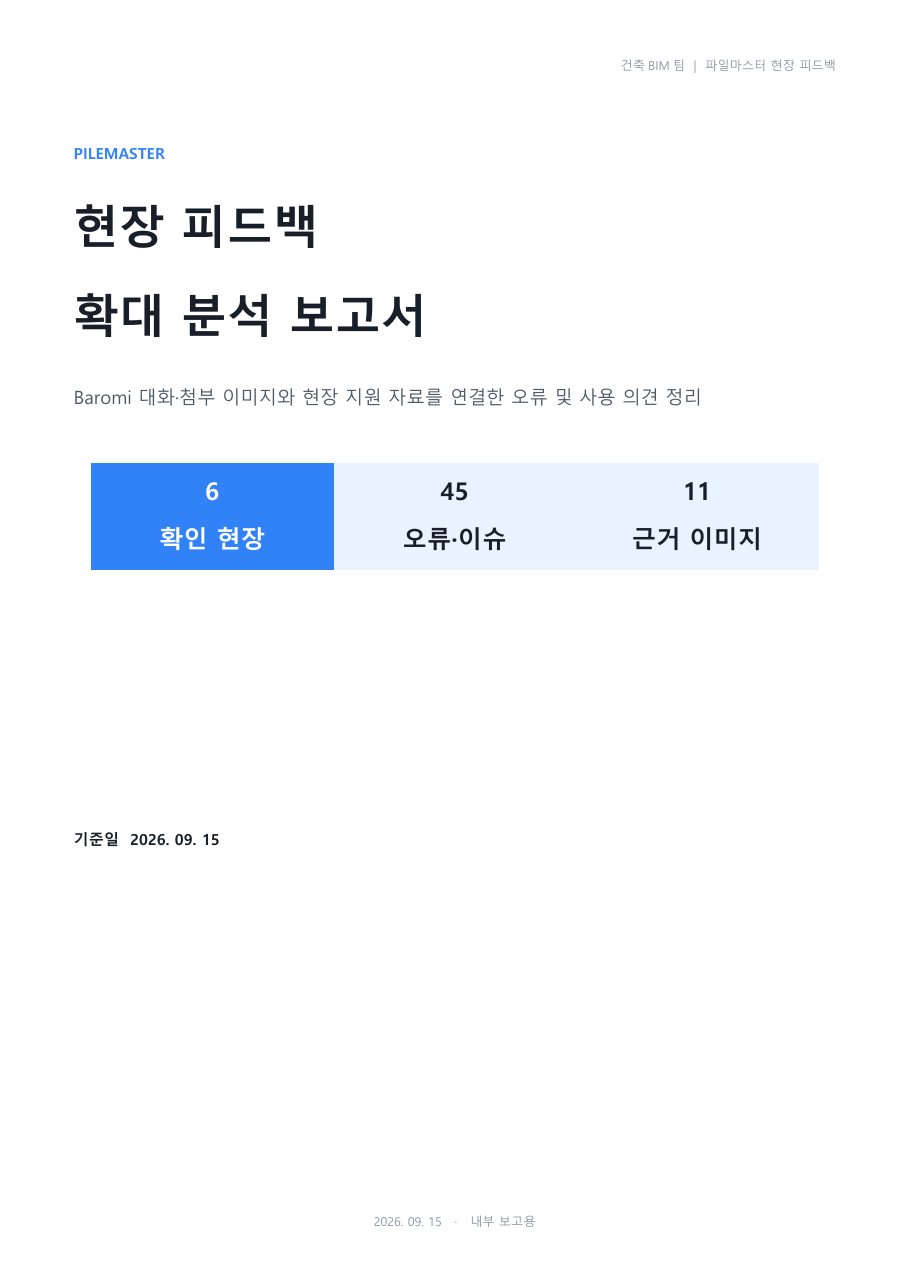 건축 BIM 팀 | 파일마스터 현장 피드백
PILEMASTER
현장 피드백
확대 분석 보고서
Baromi 대화·첨부 이미지와 현장 지원 자료를 연결한 오류 및 사용 의견 정리
6 45 11
확인 현장 오류·이슈 근거 이미지
기준일 2026. 09. 15
2026. 09. 15 · 내부 보고용